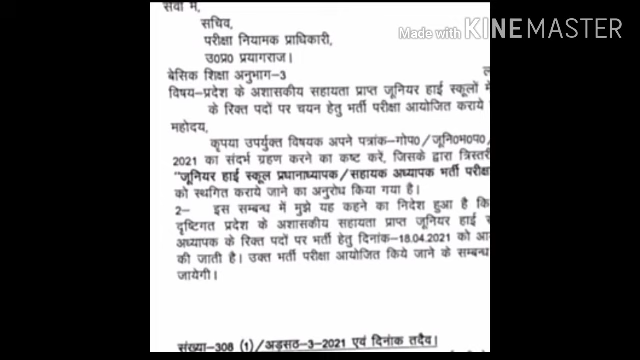 सेवा में,
Made with KINEMASTER
सचिव,
परीक्षा नियामक प्राधिकारी,
उ०प्र० प्रयागराज।
बेसिक शिक्षा अनुभाग-3
विषय-प्रदेश के अशासकीय सहायता प्राप्त जूनियर हाई स्कूलों में
के रिक्त पदों पर चयन हेतु भर्ती परीक्षा आयोजित कराये
महोदय,
कृपया उपर्युक्त विषयक अपने पत्रांक-गोप०/जूनि०भ०प०/
2021 का संदर्भ ग्रहण करने का कष्ट करें, जिसके द्वारा त्रिस्तरी
"जूनियर हाई स्कूल प्रधानाध्यापक/सहायक अध्यापक भर्ती परीक्षा
को स्थगित कराये जाने का अनुरोध किया गया है।
2- इस सम्बन्ध में मुझे यह कहने का निदेश हुआ है कि
दृष्टिगत प्रदेश के अशासकीय सहायता प्राप्त जूनियर हाई
अध्यापक के रिक्त पदों पर भर्ती हेतु दिनांक-18.04.2021 को आ
की जाती है। उक्त भर्ती परीक्षा आयोजित किये जाने के सम्बन्ध
जायेगी।
संख्या-308 (1)/अड़सठ-3-2021 एवं दिनांक तदैव।